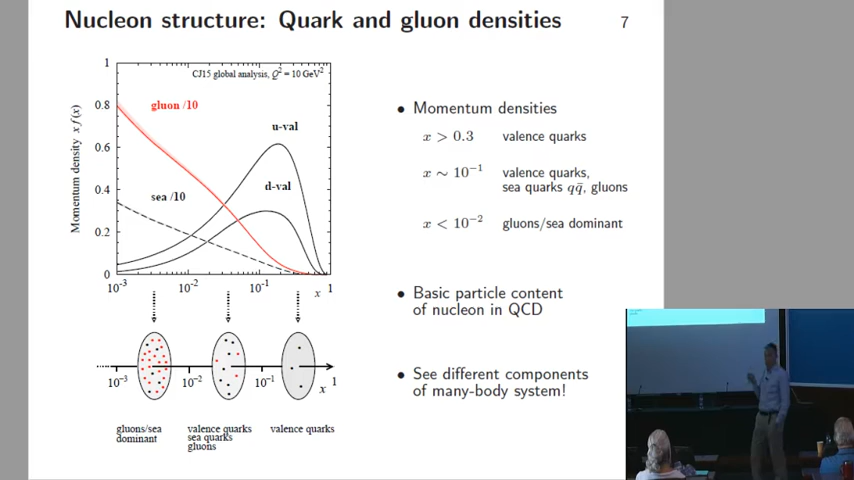 Nucleon structure: Quark and gluon densities
7
CJ15 global analysis, Q² = 10 GeV²
gluon /10
u-val
d-val
sea /10
Momentum density x f(x)
1
0.8
0.6
0.4
0.2
0
10⁻³
10⁻²
10⁻¹
x
1
10⁻³
10⁻²
10⁻¹
x
1
gluons/sea
dominant
valence quarks
sea quarks
gluons
valence quarks
• Momentum densities
x > 0.3 valence quarks
x ∼ 10⁻¹ valence quarks,
sea quarks qq̄, gluons
x < 10⁻² gluons/sea dominant
• Basic particle content
of nucleon in QCD
• See different components
of many-body system!